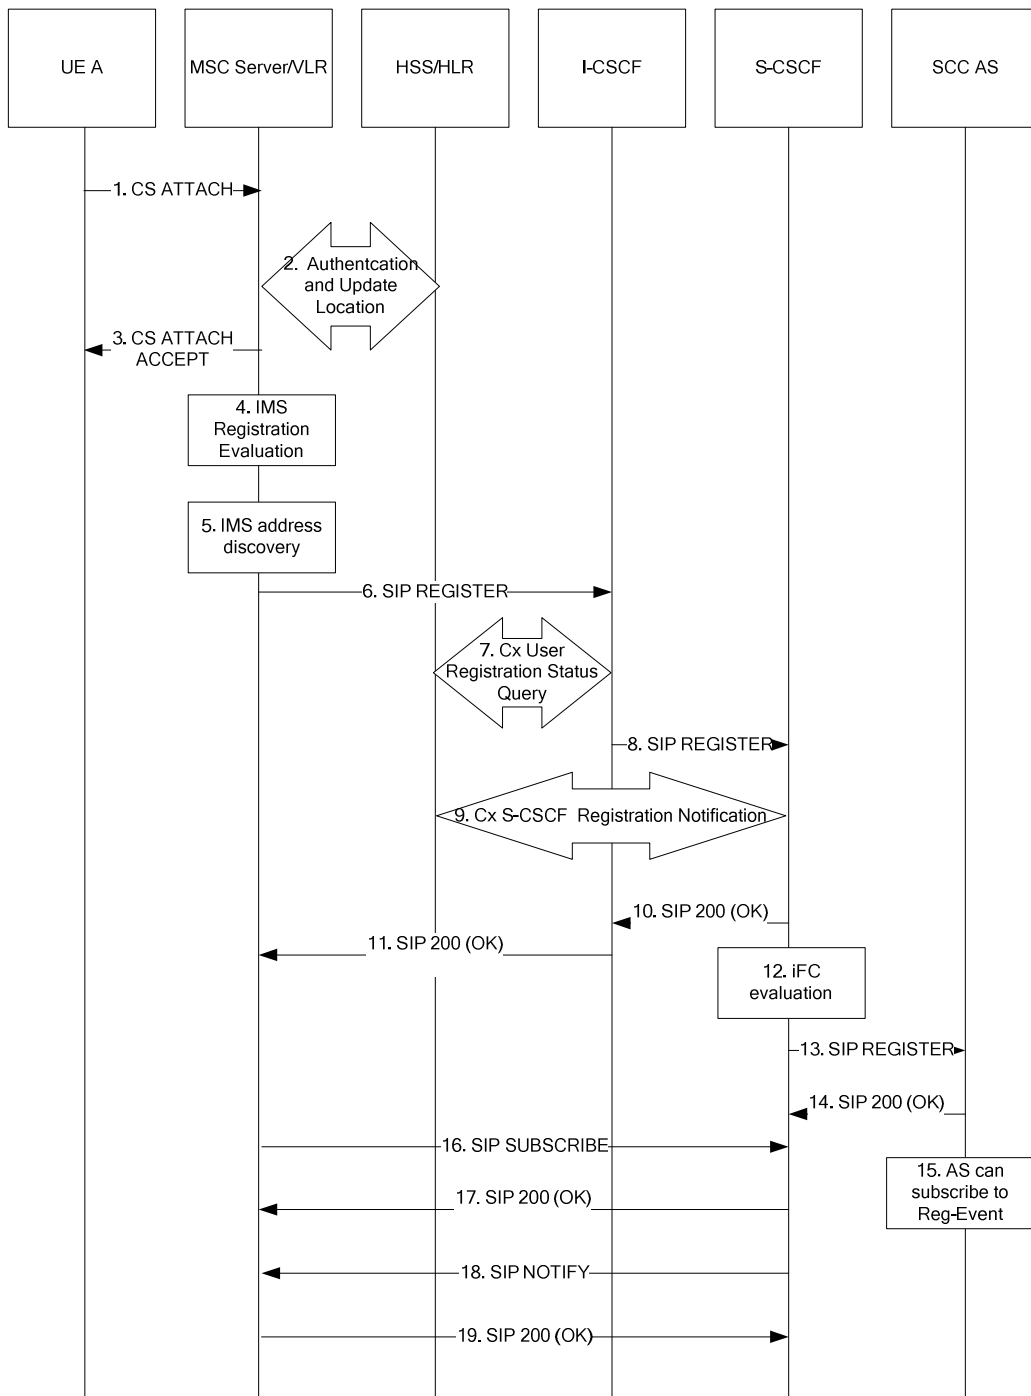 UE A
MSC Server/VLR
HSS/HLR
I-CSCF
S-CSCF
SCC AS
1. CS ATTACH
2. Authentcation
and Update
Location
3. CS ATTACH
ACCEPT
4. IMS
Registration
Evaluation
5. IMS address
discovery
6. SIP REGISTER
7. Cx User
Registration Status
Query
8. SIP REGISTER
9. Cx S-CSCF Registration Notification
10. SIP 200 (OK)
11. SIP 200 (OK)
12. iFC
evaluation
13. SIP REGISTER
14. SIP 200 (OK)
16. SIP SUBSCRIBE
15. AS can
subscribe to
Reg-Event
17. SIP 200 (OK)
18. SIP NOTIFY
19. SIP 200 (OK)